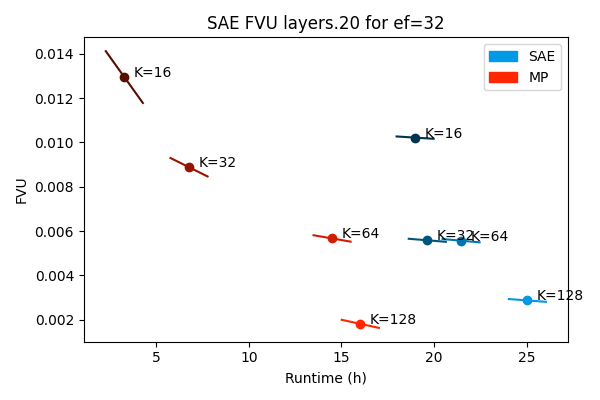 SAE FVU layers.20 for ef=32
0.014
0.012
0.010
0.008
0.006
0.004
0.002
FVU
K=16
K=32
K=64
K=128
K=16
K=32
K=64
K=128
SAE
MP
5
10
15
20
25
Runtime (h)